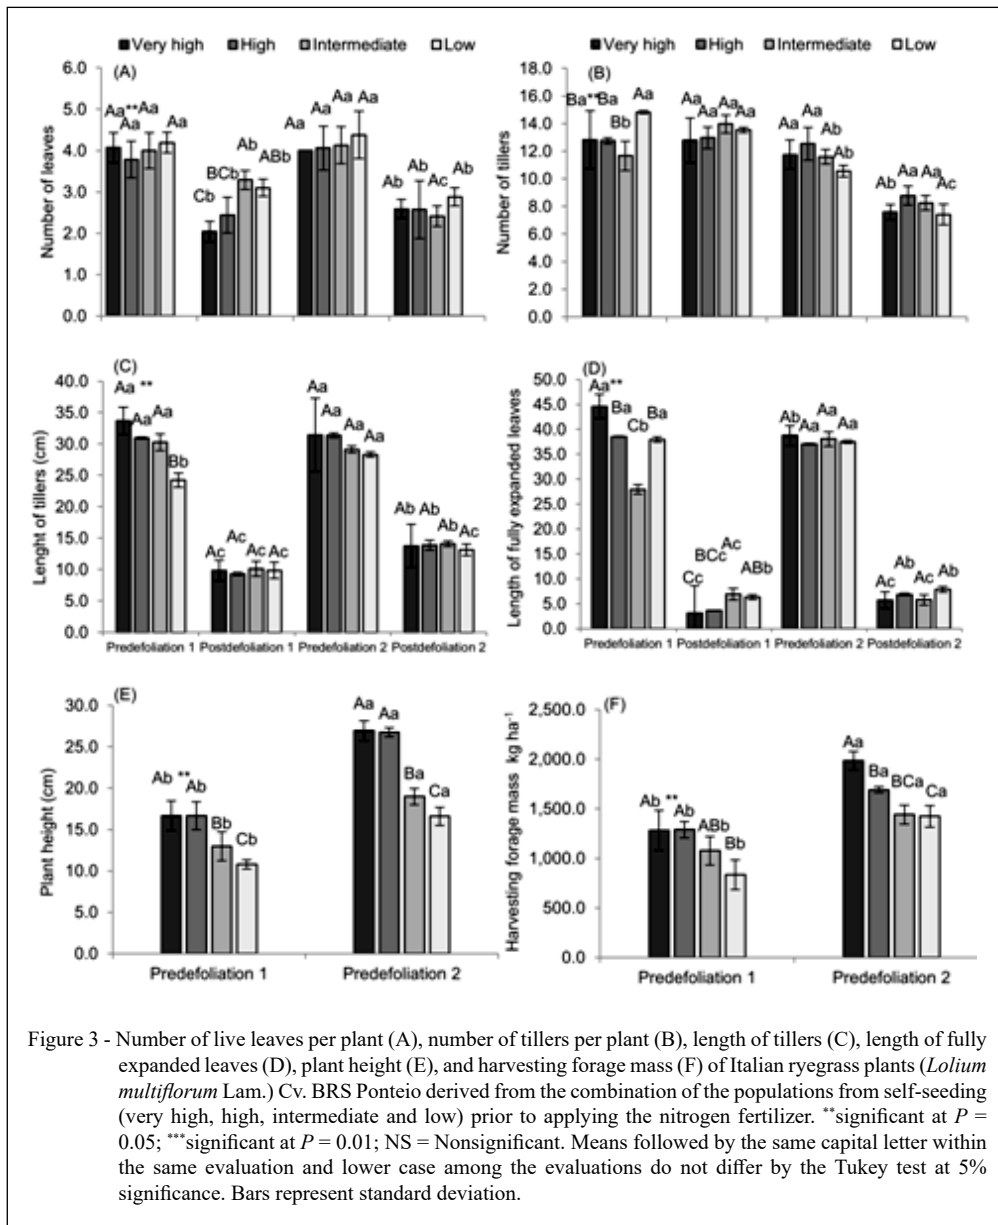 ■ Very high ■ High ■ Intermediate □ Low
(A)
Number of leaves
6.0
5.0
4.0
3.0
2.0
1.0
0.0
Aa** Aa Aa Aa
Cb BCb Ab ABb
Aa Aa Aa Aa
Ab Ab Ac Ab
■ Very high ■ High ■ Intermediate □ Low
(B)
Number of tillers
18.0
16.0
14.0
12.0
10.0
8.0
6.0
4.0
2.0
0.0
Ba** Ba Bb Aa
Aa Aa Aa Aa
Aa Aa Ab Ab
Ab Aa Aa Ac
(C)
Lenght of tillers (cm)
40.0
35.0
30.0
25.0
20.0
15.0
10.0
5.0
0.0
Aa ** Aa Aa Bb
Ac Ac Ac Ac
Aa Aa Aa Aa
Ab Ab Ab Ac
Predefoliation 1 Postdefoliation 1 Predefoliation 2 Postdefoliation 2
(D)
Length of fully expanded leaves
50.0
45.0
40.0
35.0
30.0
25.0
20.0
15.0
10.0
5.0
0.0
Aa ** Ba Cb Ba
Cc BCc Ac ABb
Ab Aa Aa Aa
Ac Ab Ac Ab
Predefoliation 1 Postdefoliation 1 Predefoliation 2 Postdefoliation 2
(E)
Plant height (cm)
30.0
25.0
20.0
15.0
10.0
5.0
0.0
Ab ** Ab Bb Cb
Aa Aa Ba Ca
Predefoliation 1 Predefoliation 2
(F)
Harvesting forage mass kg ha⁻¹
2,500.0
2,000.0
1,500.0
1,000.0
500.0
0.0
Ab ** Ab ABb Bb
Aa Ba BCa Ca
Predefoliation 1 Predefoliation 2
Figure 3 - Number of live leaves per plant (A), number of tillers per plant (B), length of tillers (C), length of fully
expanded leaves (D), plant height (E), and harvesting forage mass (F) of Italian ryegrass plants (Lolium
multiflorum Lam.) Cv. BRS Ponteio derived from the combination of the populations from self-seeding
(very high, high, intermediate and low) prior to applying the nitrogen fertilizer. **significant at P =
0.05; ***significant at P = 0.01; NS = Nonsignificant. Means followed by the same capital letter within
the same evaluation and lower case among the evaluations do not differ by the Tukey test at 5%
significance. Bars represent standard deviation.